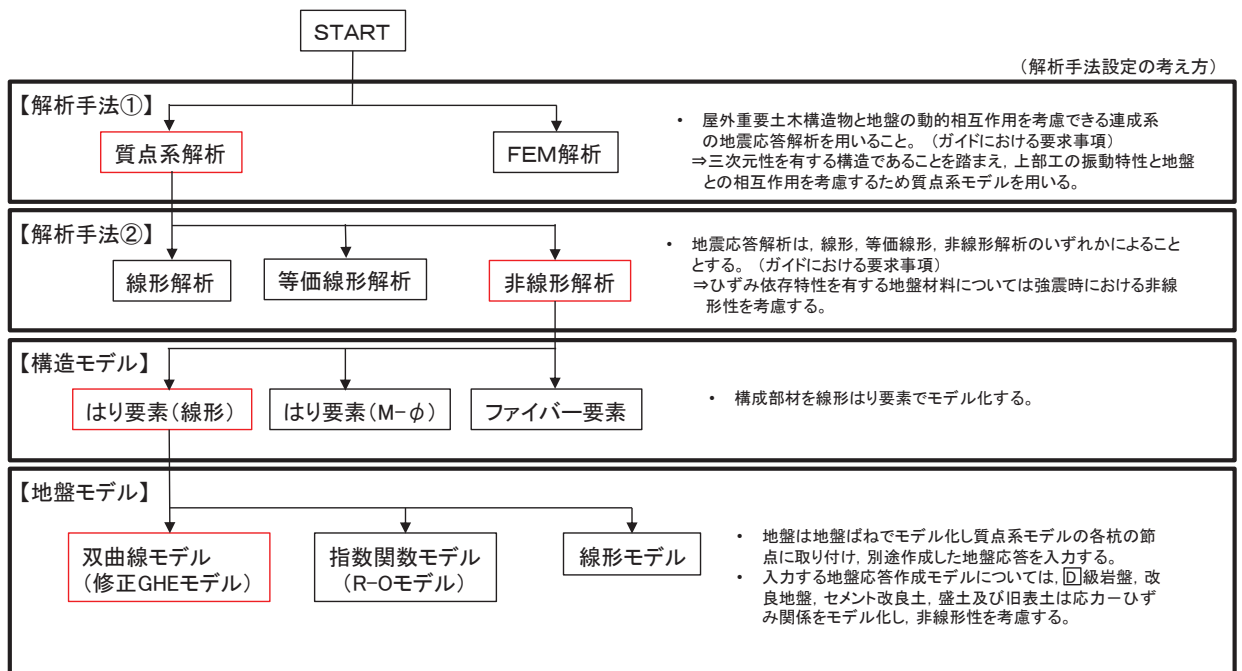 START
（解析手法設定の考え方）
【解析手法①】
質点系解析
FEM解析
・ 屋外重要土木構造物と地盤の動的相互作用を考慮できる連成系
の地震応答解析を用いること。（ガイドにおける要求事項）
⇒三次元性を有する構造であることを踏まえ，上部工の振動特性と地盤
との相互作用を考慮するため質点系モデルを用いる。
【解析手法②】
線形解析
等価線形解析
非線形解析
・ 地震応答解析は，線形，等価線形，非線形解析のいずれかによること
とする。（ガイドにおける要求事項）
⇒ひずみ依存特性を有する地盤材料については強震時における非線
形性を考慮する。
【構造モデル】
はり要素（線形）
はり要素（M-φ）
ファイバー要素
・ 構成部材を線形はり要素でモデル化する。
【地盤モデル】
双曲線モデル
（修正GHEモデル）
指数関数モデル
（R-Oモデル）
線形モデル
・ 地盤は地盤ばねでモデル化し質点系モデルの各杭の節
点に取り付け，別途作成した地盤応答を入力する。
・ 入力する地盤応答作成モデルについては，D級岩盤，改
良地盤，セメント改良土，盛土及び旧表土は応力－ひず
み関係をモデル化し，非線形性を考慮する。